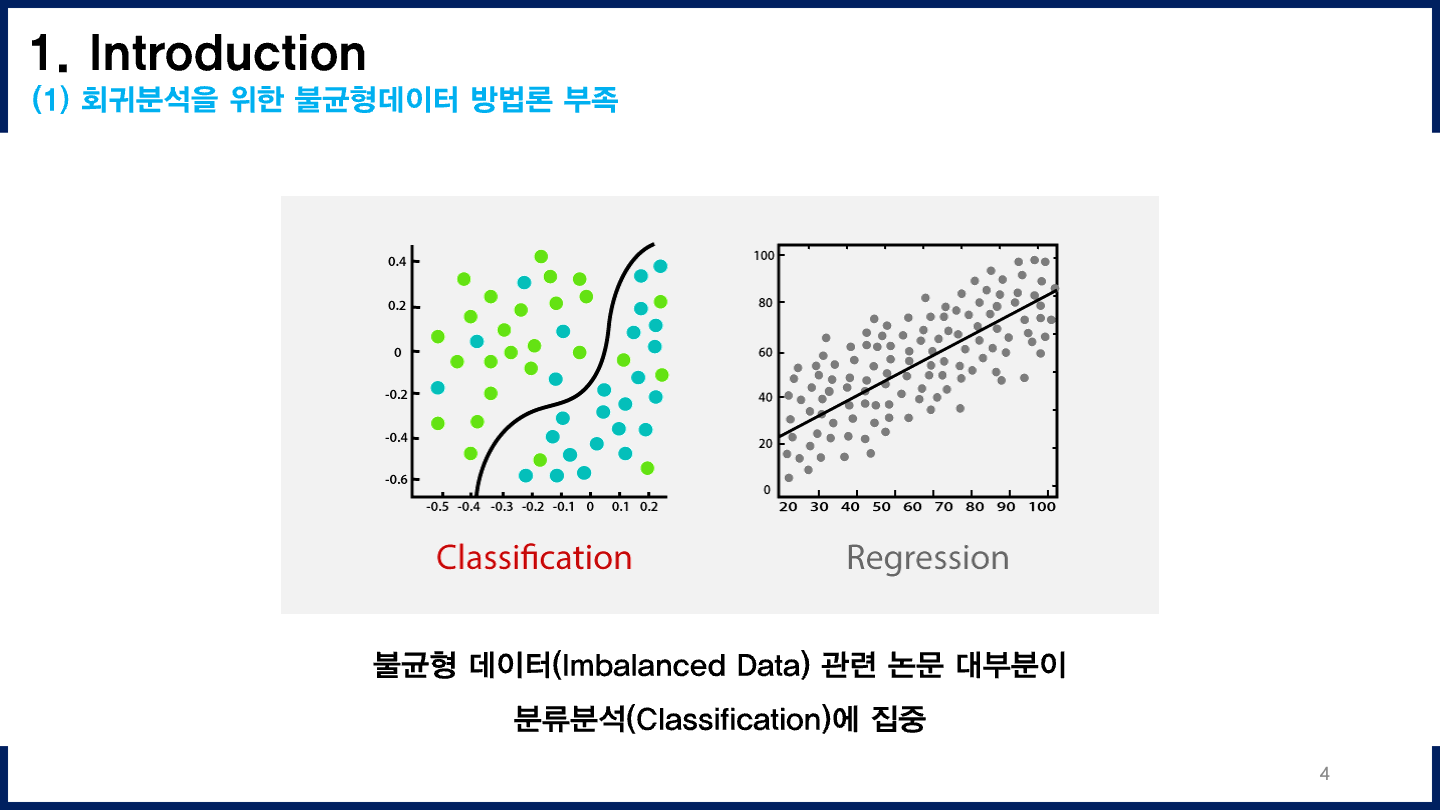 1. Introduction
(1) 회귀분석을 위한 불균형데이터 방법론 부족
0.4
0.2
0
-0.2
-0.4
-0.6
-0.5 -0.4 -0.3 -0.2 -0.1 0 0.1 0.2
Classification
100
80
60
40
20
0
20 30 40 50 60 70 80 90 100
Regression
불균형 데이터(Imbalanced Data) 관련 논문 대부분이
분류분석(Classification)에 집중
4